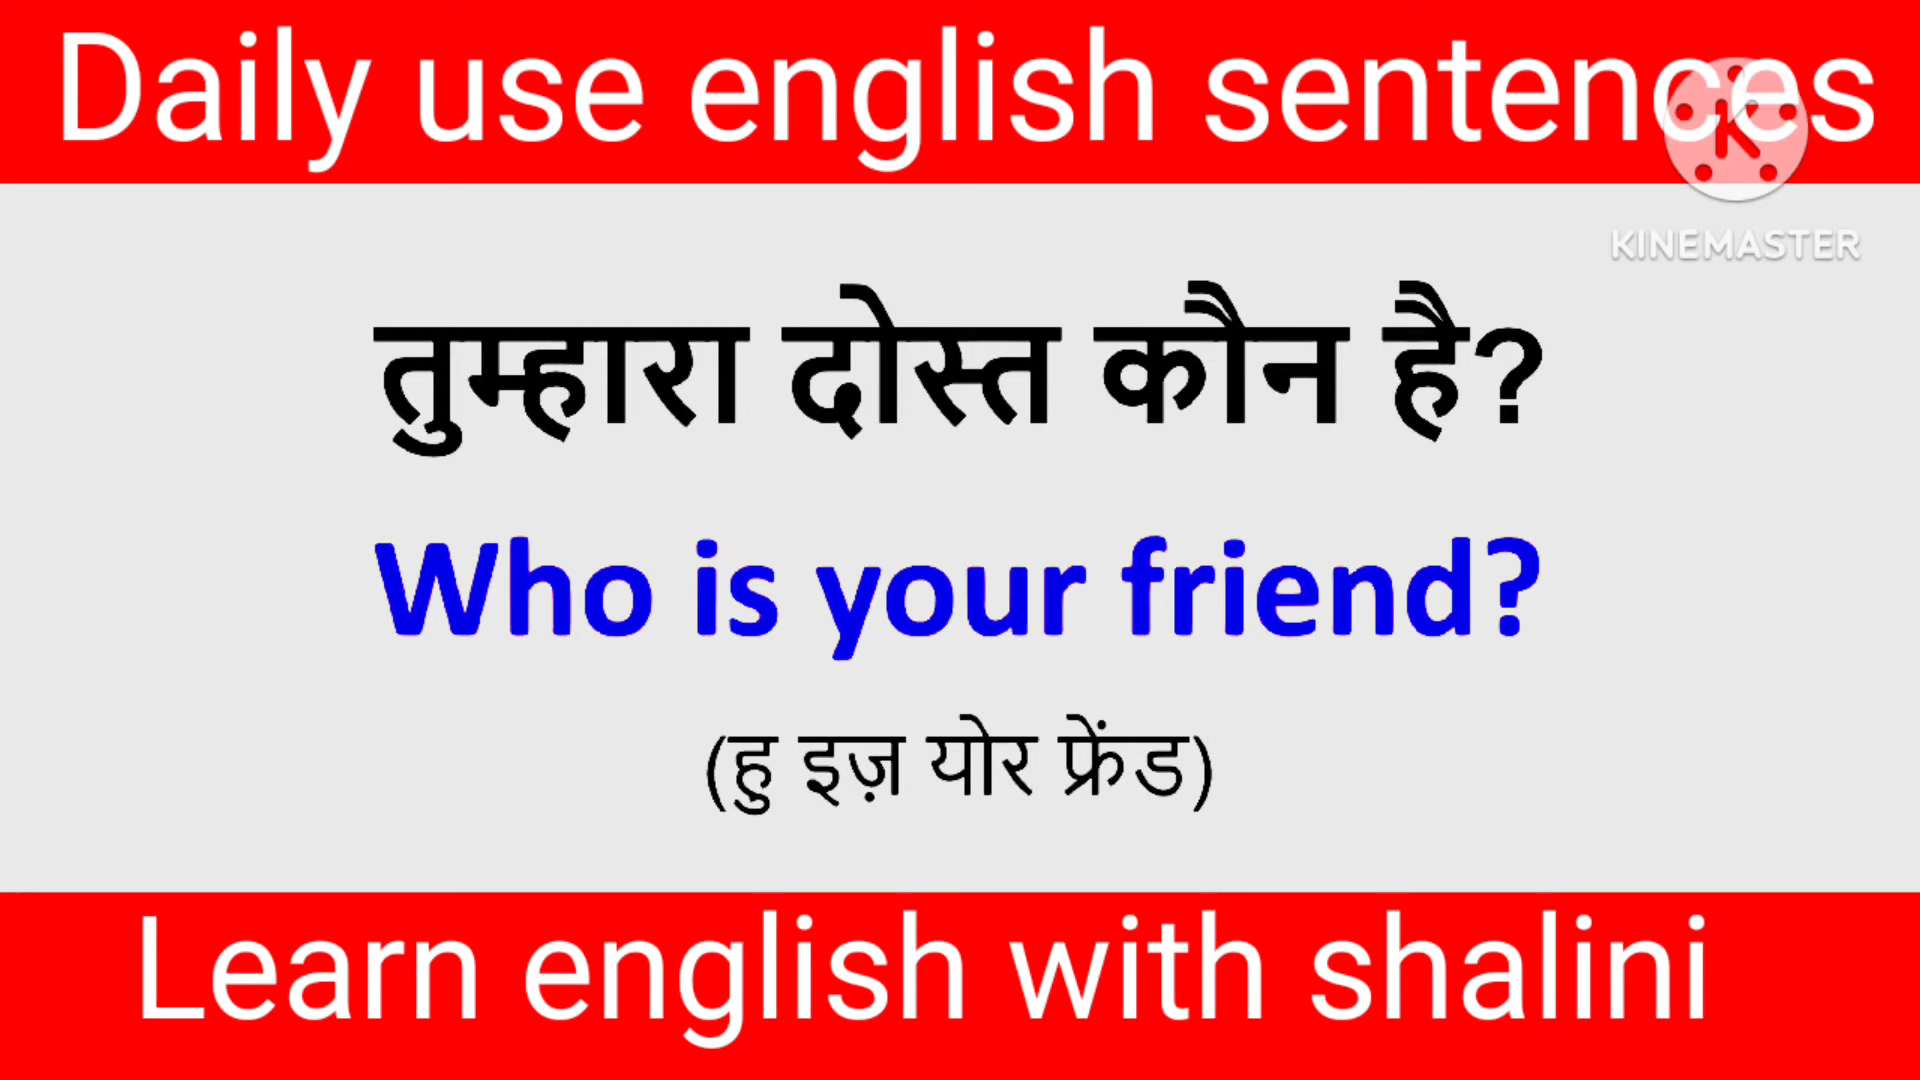 Daily use english sentences
K
KINEMASTER
तुम्हारा दोस्त कौन है?
Who is your friend?
(हु इज़ योर फ्रेंड)
Learn english with shalini